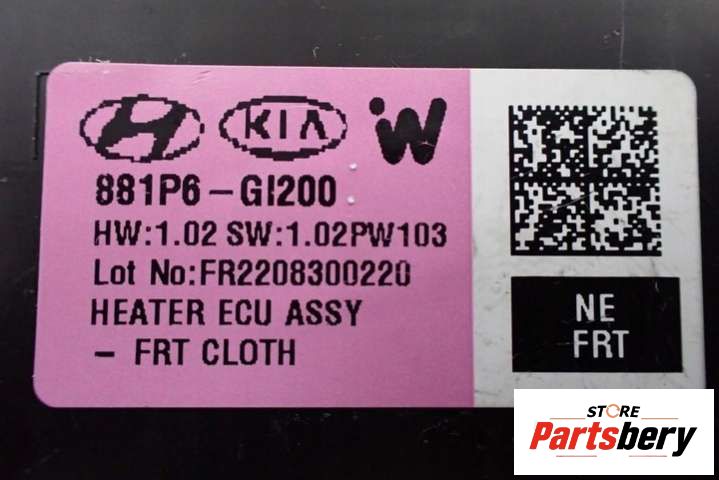 KIA
881P6-GI200
HW:1.02 SW:1.02PW103
Lot No:FR2208300220
HEATER ECU ASSY
- FRT CLOTH
NE
FRT
STORE
Partsbery